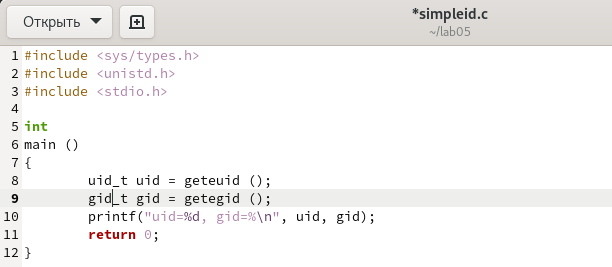 Открыть
*simpleid.c
~/lab05
1 #include <sys/types.h>
2 #include <unistd.h>
3 #include <stdio.h>
4
5 int
6 main ()
7 {
8 uid_t uid = geteuid ();
9 gid_t gid = getegid ();
10 printf("uid=%d, gid=%\n", uid, gid);
11 return 0;
12 }